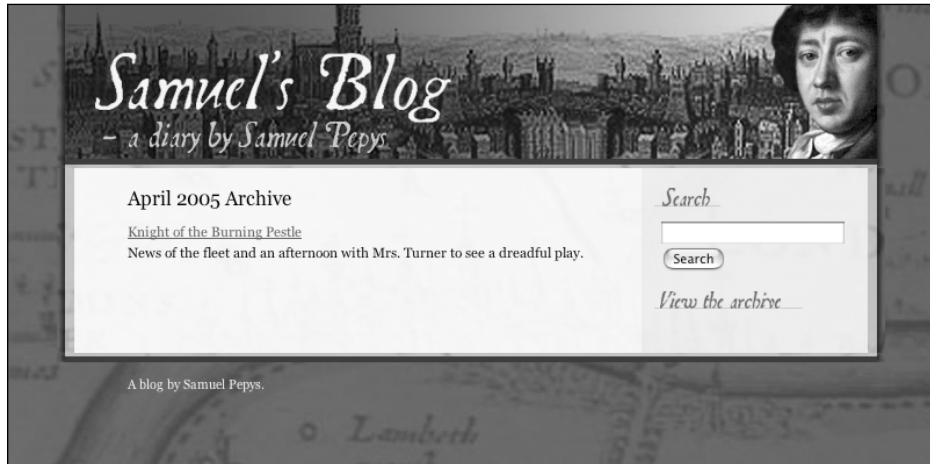 Samuel's Blog
– a diary by Samuel Pepys
April 2005 Archive
Knight of the Burning Pestle
News of the fleet and an afternoon with Mrs. Turner to see a dreadful play.
Search
Search
View the archive
A blog by Samuel Pepys.
Lambeth